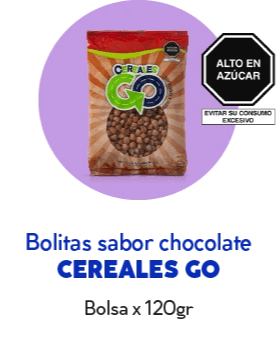 ALTO EN
AZÚCAR
EVITAR SU CONSUMO
EXCESIVO
CEREALES
GO
Bolitas sabor chocolate
CEREALES GO
Bolsa x 120gr